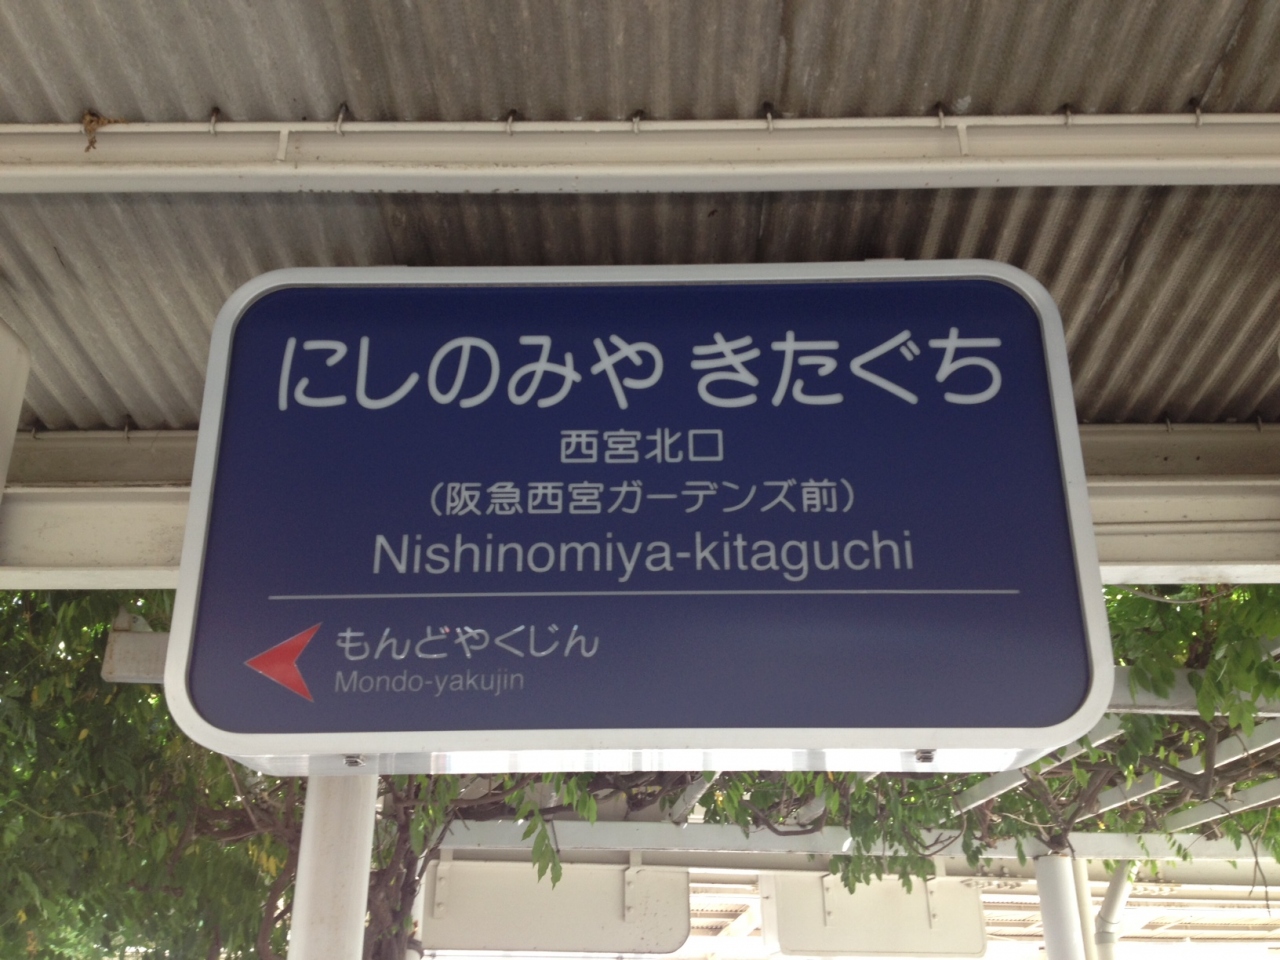 にしのみや きたぐち
西宮北口
(阪急西宮ガーデンズ前)
Nishinomiya-kitaguchi
もんどやくじん
Mondo-yakujin